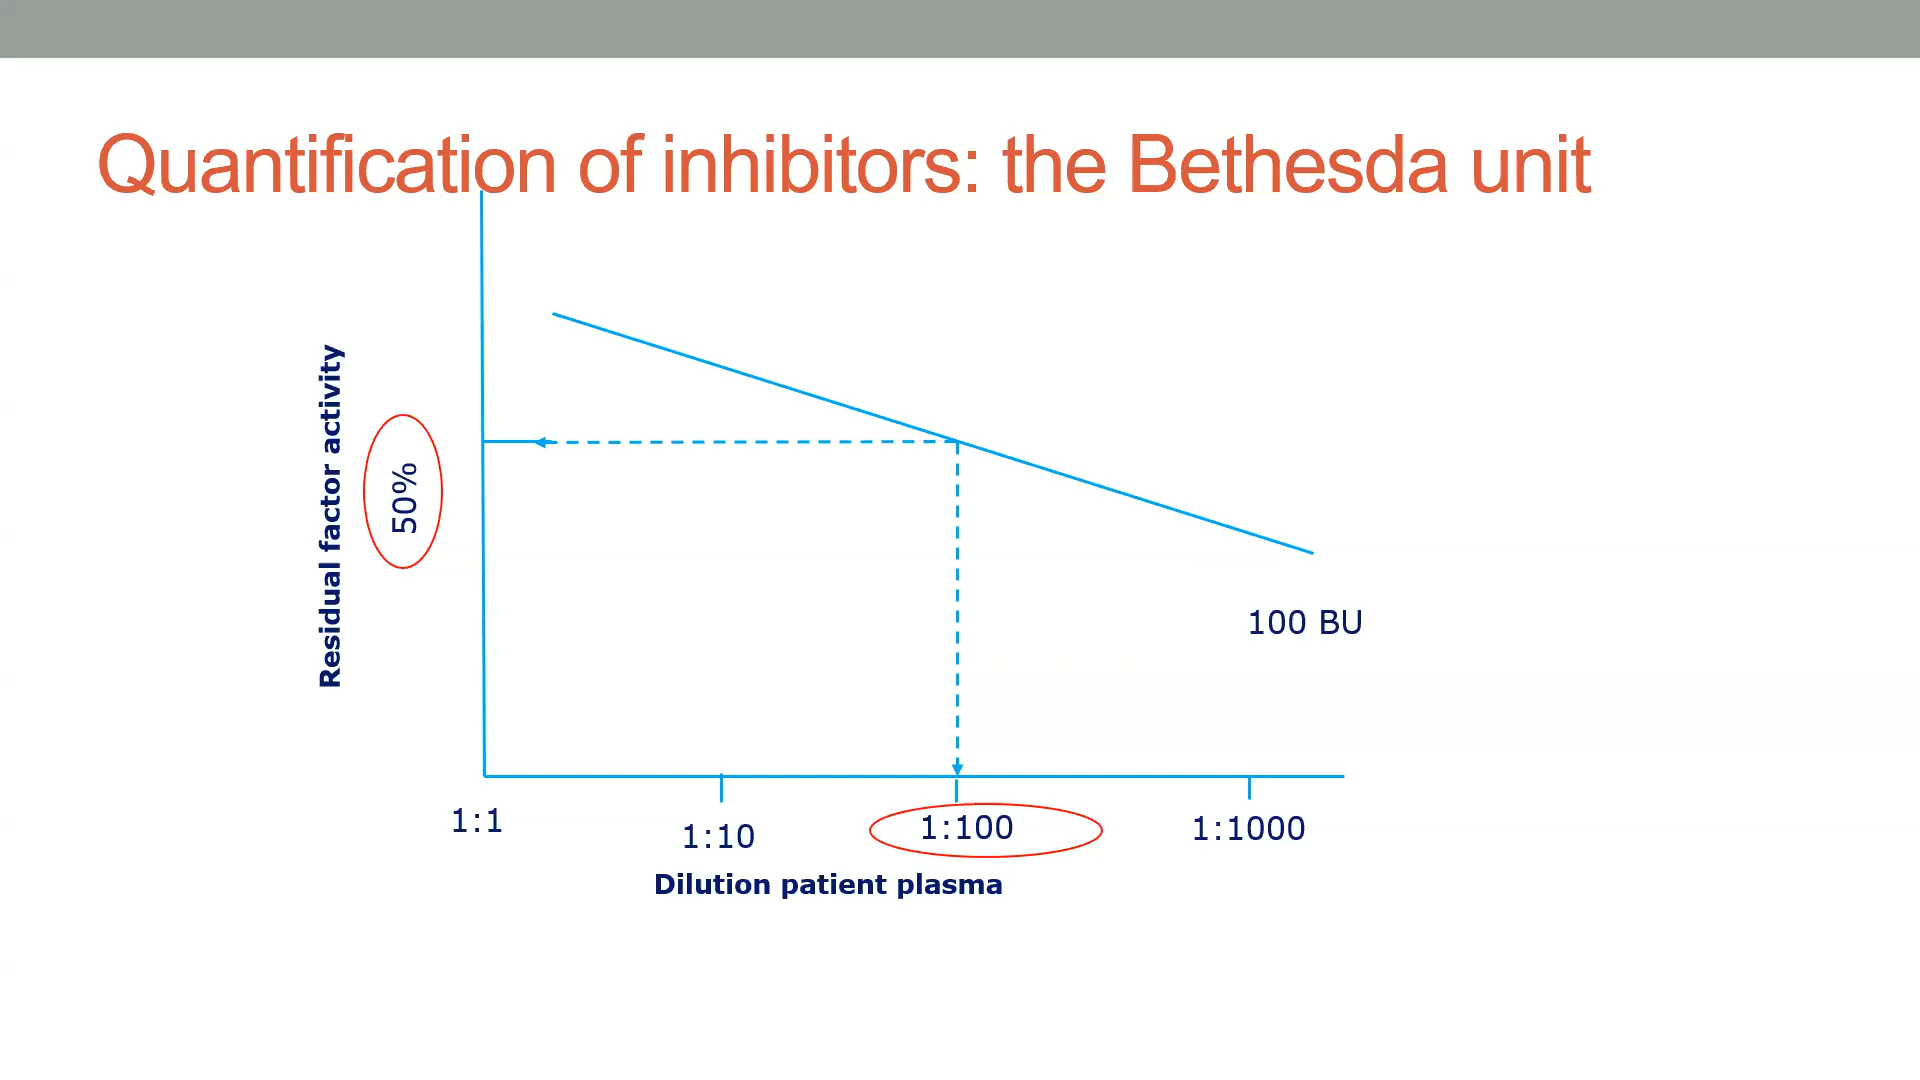 Quantification of inhibitors: the Bethesda unit
Residual factor activity
50%
100 BU
1:1
1:10
1:100
1:1000
Dilution patient plasma